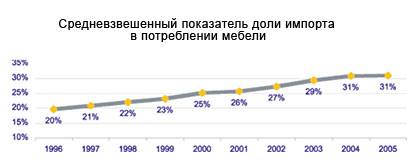 Средневзвешенный показатель доли импорта
в потреблении мебели
35%
30%
25%
20%
15%
10%
20% 21% 22% 23% 25% 26% 27% 29% 31% 31%
1996 1997 1998 1999 2000 2001 2002 2003 2004 2005